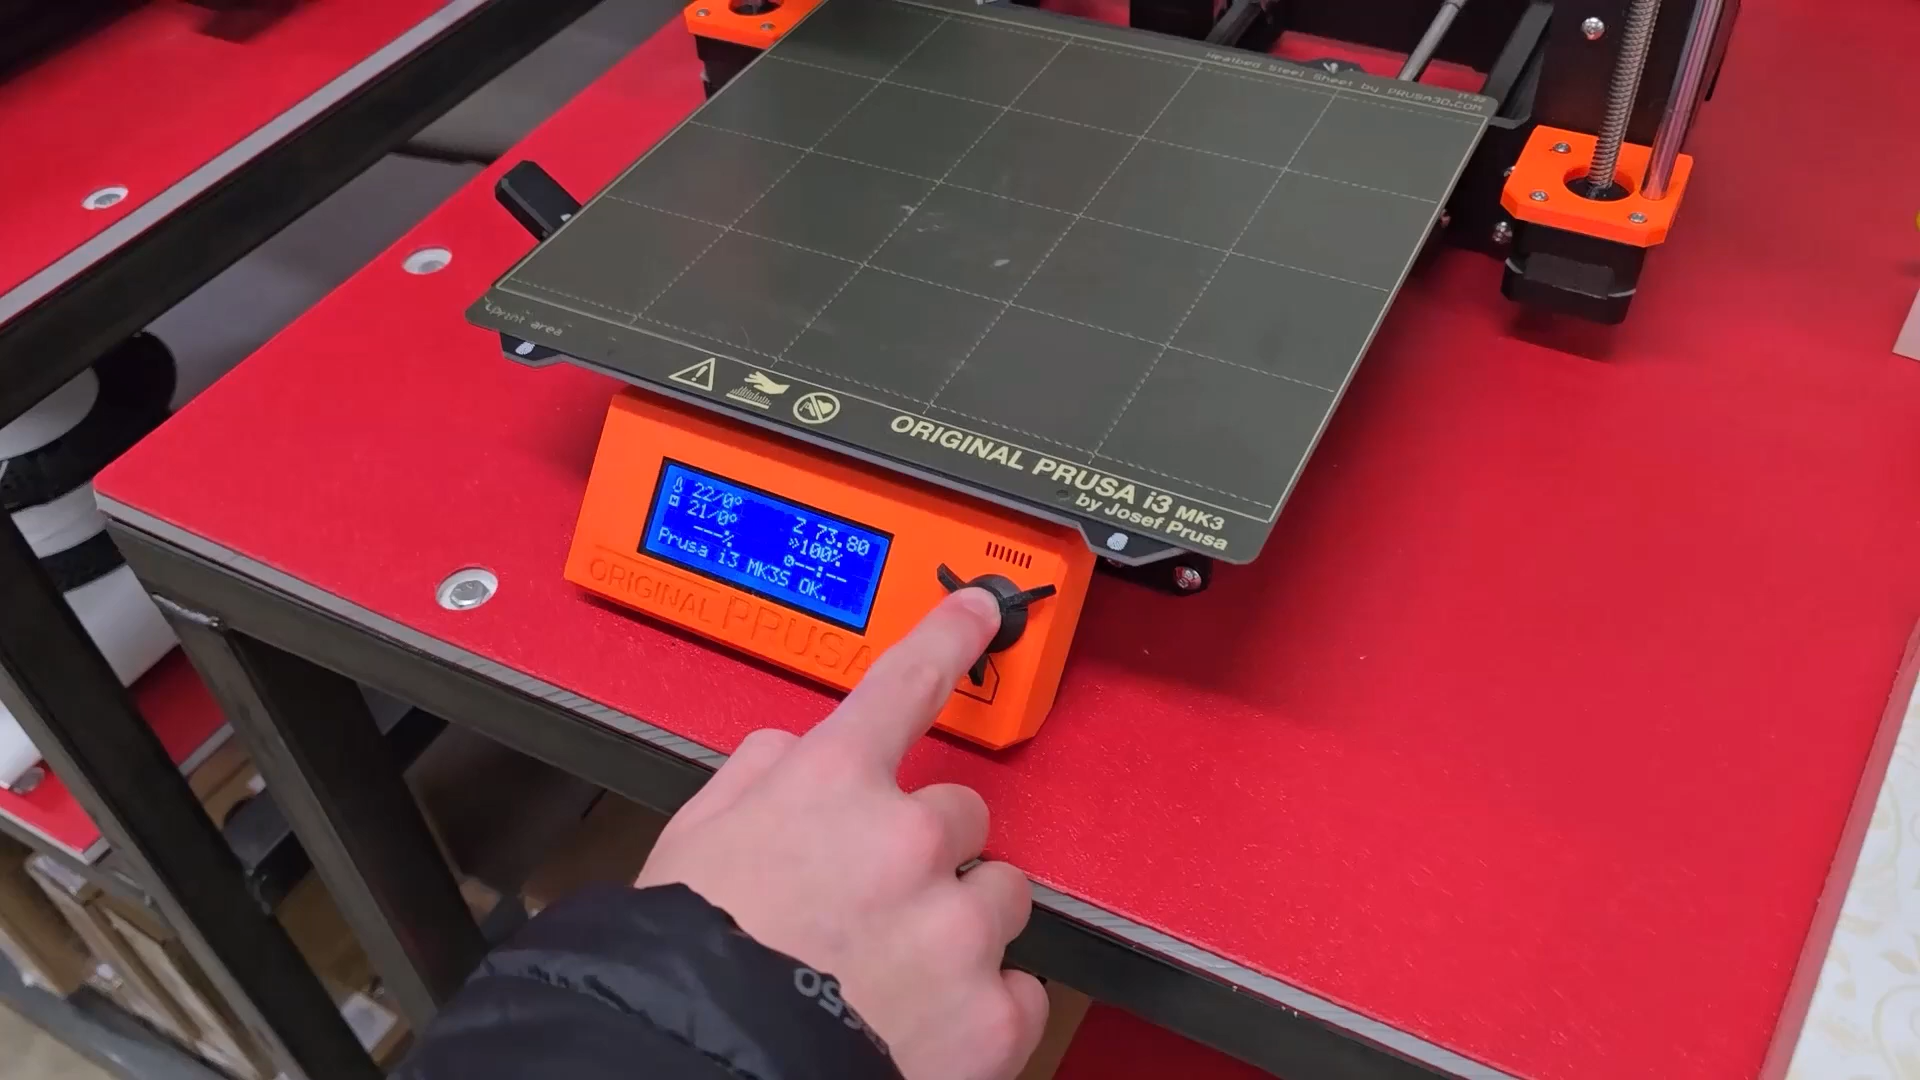 Heatbed Steel Sheet by PRUSA3D.COM
Print area
ORIGINAL PRUSA i3 MK3
by Josef Prusa
22/0°
21/0°
Z 73.80
---%
100%
--:--
Prusa i3 MK3S OK.
ORIGINAL PRUSA